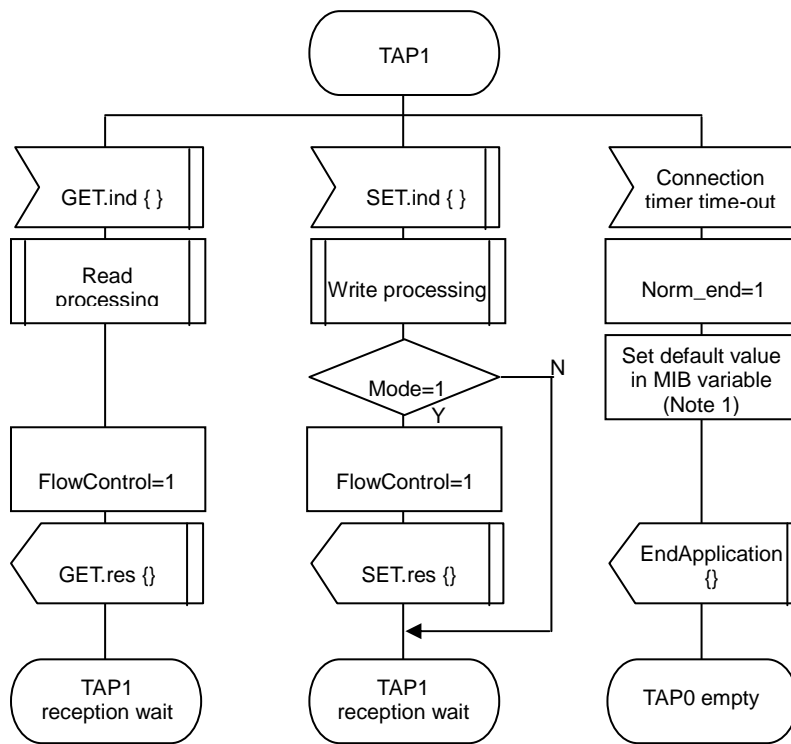 TAP1
GET.ind { }
SET.ind { }
Connection
timer time-out
Read
processing
Write processing
Norm_end=1
Set default value
in MIB variable
(Note 1)
Mode=1
N
Y
FlowControl=1
FlowControl=1
GET.res {}
SET.res {}
EndApplication
{}
TAP1
reception wait
TAP1
reception wait
TAP0 empty